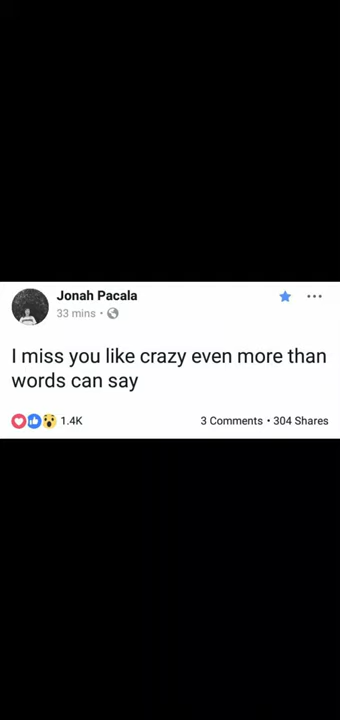 Jonah Pacala
33 mins •
I miss you like crazy even more than
words can say
1.4K
3 Comments • 304 Shares